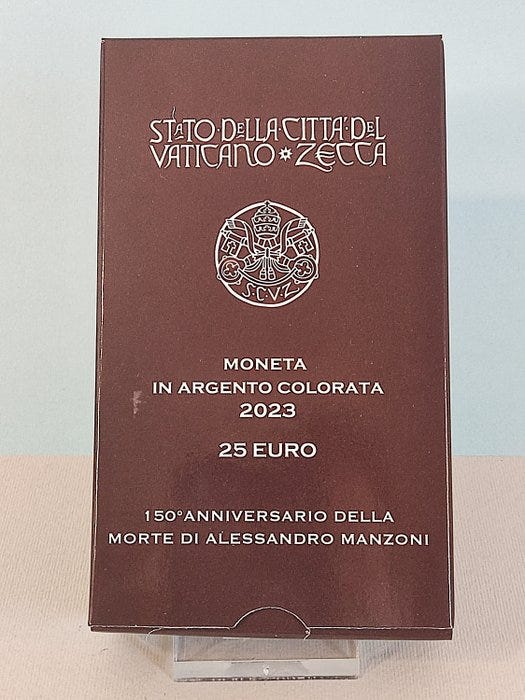 STATO·DELLA·CITTA'·DEL
VATICANO ✡ ZECCA
S·C·V·Z
MONETA
IN ARGENTO COLORATA
2023
25 EURO
150°ANNIVERSARIO DELLA
MORTE DI ALESSANDRO MANZONI